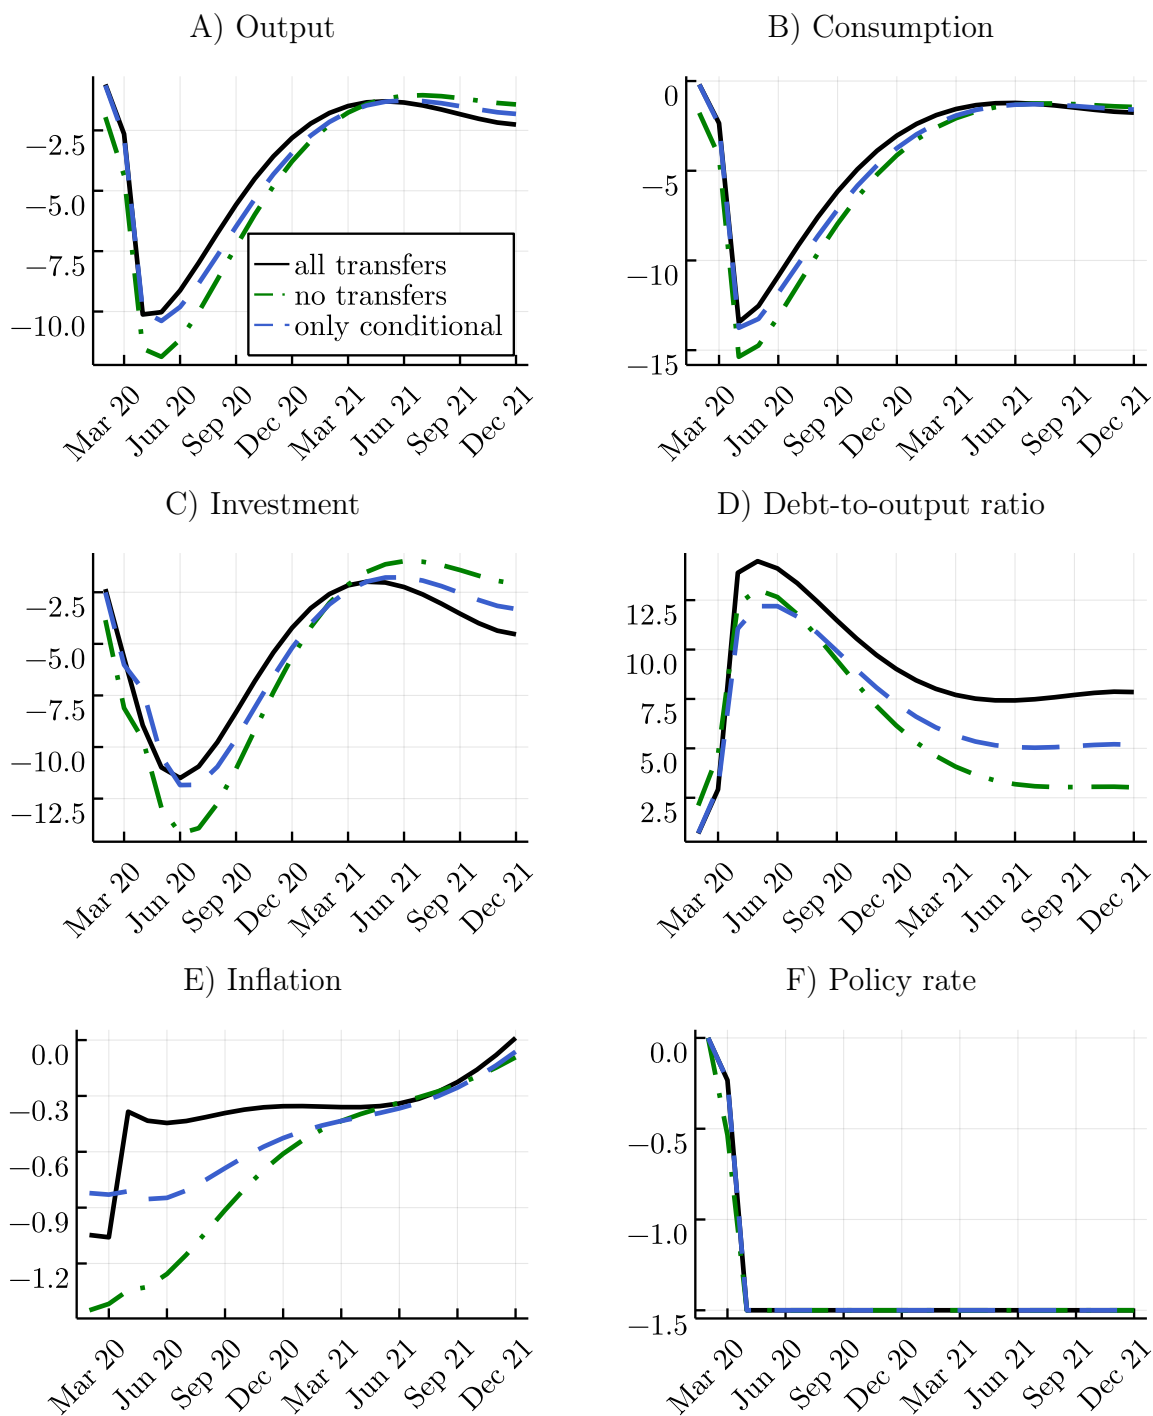 A) Output
−2.5
−5.0
−7.5
−10.0
all transfers
no transfers
only conditional
Mar 20 Jun 20 Sep 20 Dec 20 Mar 21 Jun 21 Sep 21 Dec 21
B) Consumption
0
−5
−10
−15
Mar 20 Jun 20 Sep 20 Dec 20 Mar 21 Jun 21 Sep 21 Dec 21
C) Investment
−2.5
−5.0
−7.5
−10.0
−12.5
Mar 20 Jun 20 Sep 20 Dec 20 Mar 21 Jun 21 Sep 21 Dec 21
D) Debt-to-output ratio
12.5
10.0
7.5
5.0
2.5
Mar 20 Jun 20 Sep 20 Dec 20 Mar 21 Jun 21 Sep 21 Dec 21
E) Inflation
0.0
−0.3
−0.6
−0.9
−1.2
Mar 20 Jun 20 Sep 20 Dec 20 Mar 21 Jun 21 Sep 21 Dec 21
F) Policy rate
0.0
−0.5
−1.0
−1.5
Mar 20 Jun 20 Sep 20 Dec 20 Mar 21 Jun 21 Sep 21 Dec 21